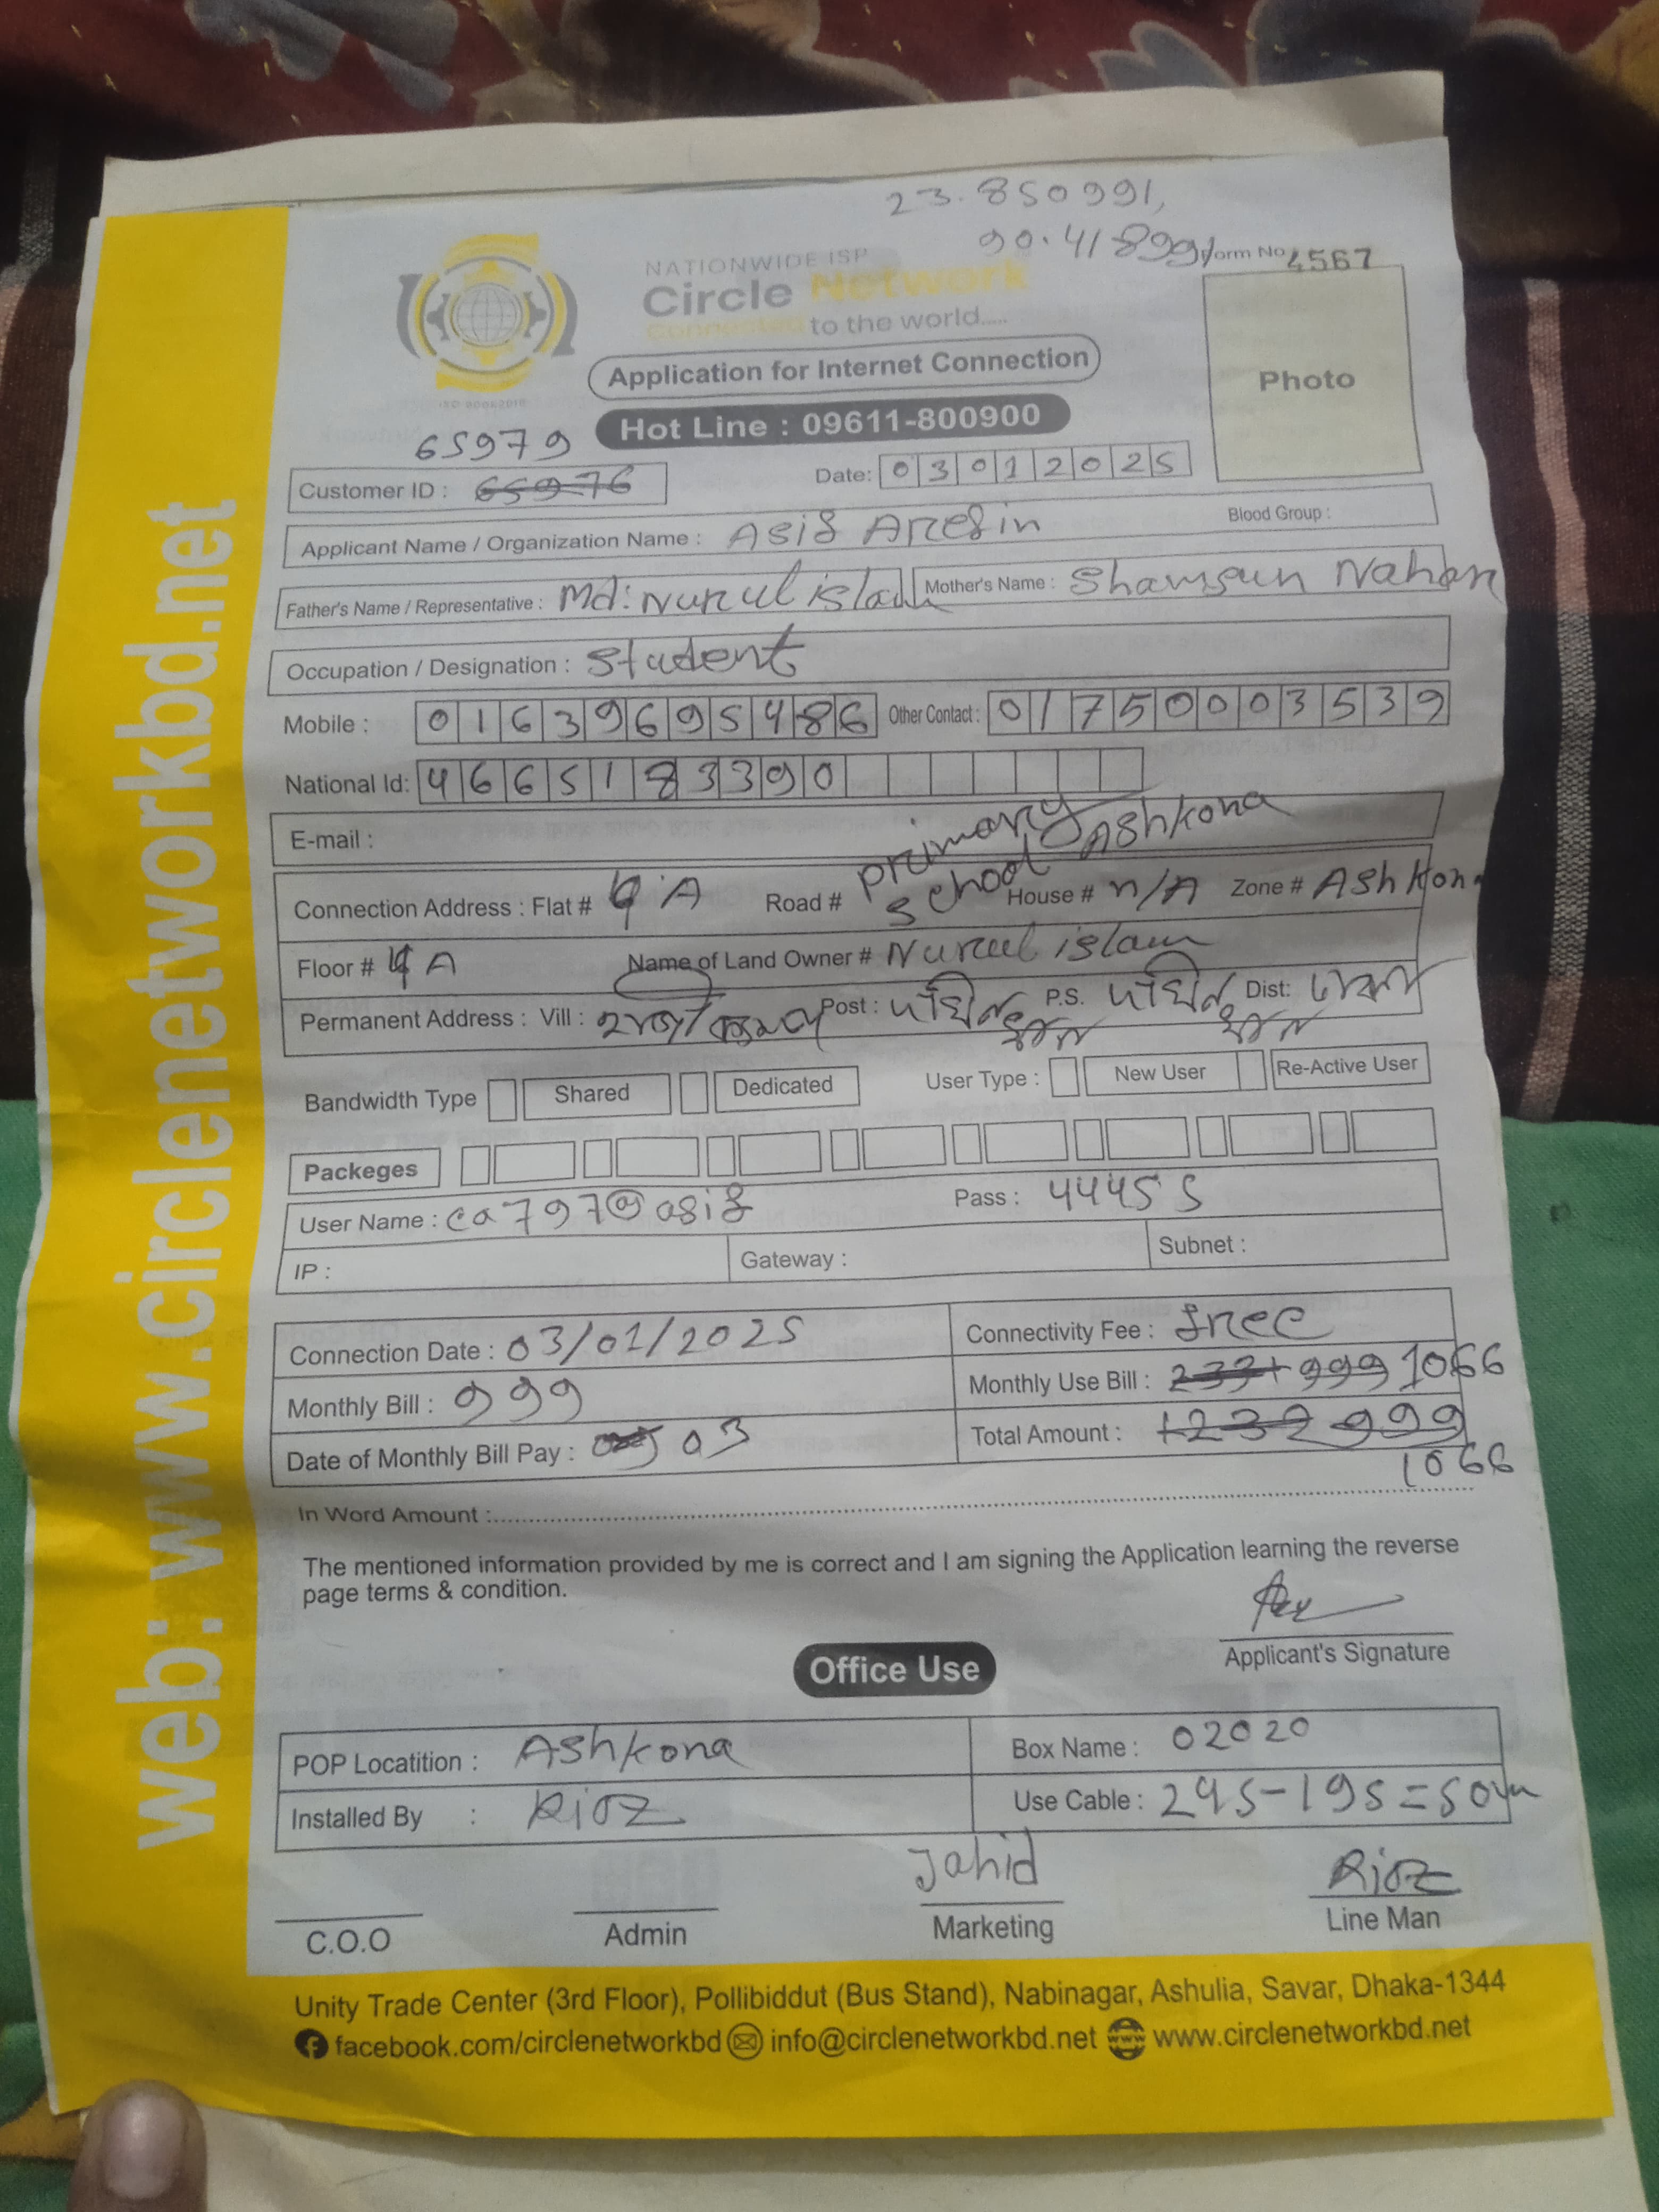 23.850991,
90.41899
Form No 4567
NATIONWIDE ISP
Circle Network
Connected to the world.....
Application for Internet Connection
Photo
Hot Line : 09611-800900
65979
Customer ID : 65976
Date: 03012025
Applicant Name / Organization Name : Asif Arefin
Blood Group :
Father's Name / Representative : Md: Nurul islam Mother's Name : Shamsun Nahar
Occupation / Designation : Student
Mobile : 01639695486 Other Contact : 01750003539
National Id: 4665183390
E-mail :
Connection Address : Flat # 4 A Road # primary school Ashkona House # n/A Zone # Ashkona
Floor # 4 A Name of Land Owner # Nurul islam
Permanent Address : Vill : Post : দক্ষিন খান P.S. দক্ষিন খান Dist: ঢাকা
Bandwidth Type Shared Dedicated User Type : New User Re-Active User
Packeges
User Name : ca797@asif Pass : 44455
IP : Gateway : Subnet :
Connection Date : 03/01/2025 Connectivity Fee : free
Monthly Bill : 999 Monthly Use Bill : 233+ 999 1066
Date of Monthly Bill Pay : 03 Total Amount : 1232 999
1066
In Word Amount :
The mentioned information provided by me is correct and I am signing the Application learning the reverse
page terms & condition.
Applicant's Signature
Office Use
POP Locatition : Ashkona Box Name : 02020
Installed By : Rioz Use Cable : 245-195=50m
Jahid Rioz
C.O.O Admin Marketing Line Man
Unity Trade Center (3rd Floor), Pollibiddut (Bus Stand), Nabinagar, Ashulia, Savar, Dhaka-1344
facebook.com/circlenetworkbd info@circlenetworkbd.net www.circlenetworkbd.net
web: www.circlenetworkbd.net